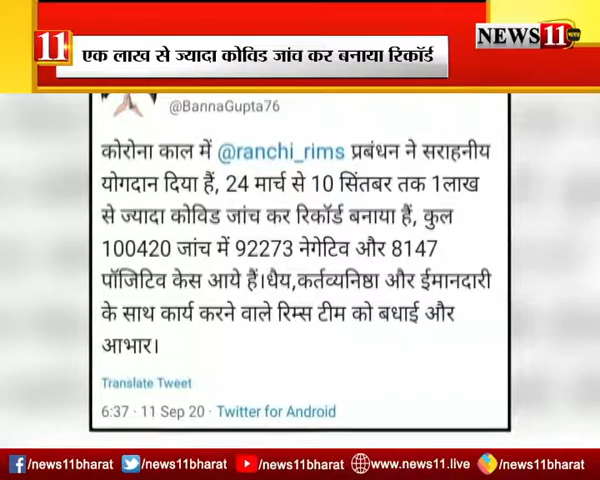 11
एक लाख से ज्यादा कोविड जांच कर बनाया रिकॉर्ड
NEWS 11 भारत
@BannaGupta76
कोरोना काल में @ranchi_rims प्रबंधन ने सराहनीय
योगदान दिया हैं, 24 मार्च से 10 सिंतबर तक 1लाख
से ज्यादा कोविड जांच कर रिकॉर्ड बनाया हैं, कुल
100420 जांच में 92273 नेगेटिव और 8147
पॉजिटिव केस आये हैं।धैय,कर्तव्यनिष्ठा और ईमानदारी
के साथ कार्य करने वाले रिम्स टीम को बधाई और
आभार।
Translate Tweet
6:37 · 11 Sep 20 · Twitter for Android
/news11bharat /news11bharat /news11bharat www.news11.live /news11bharat